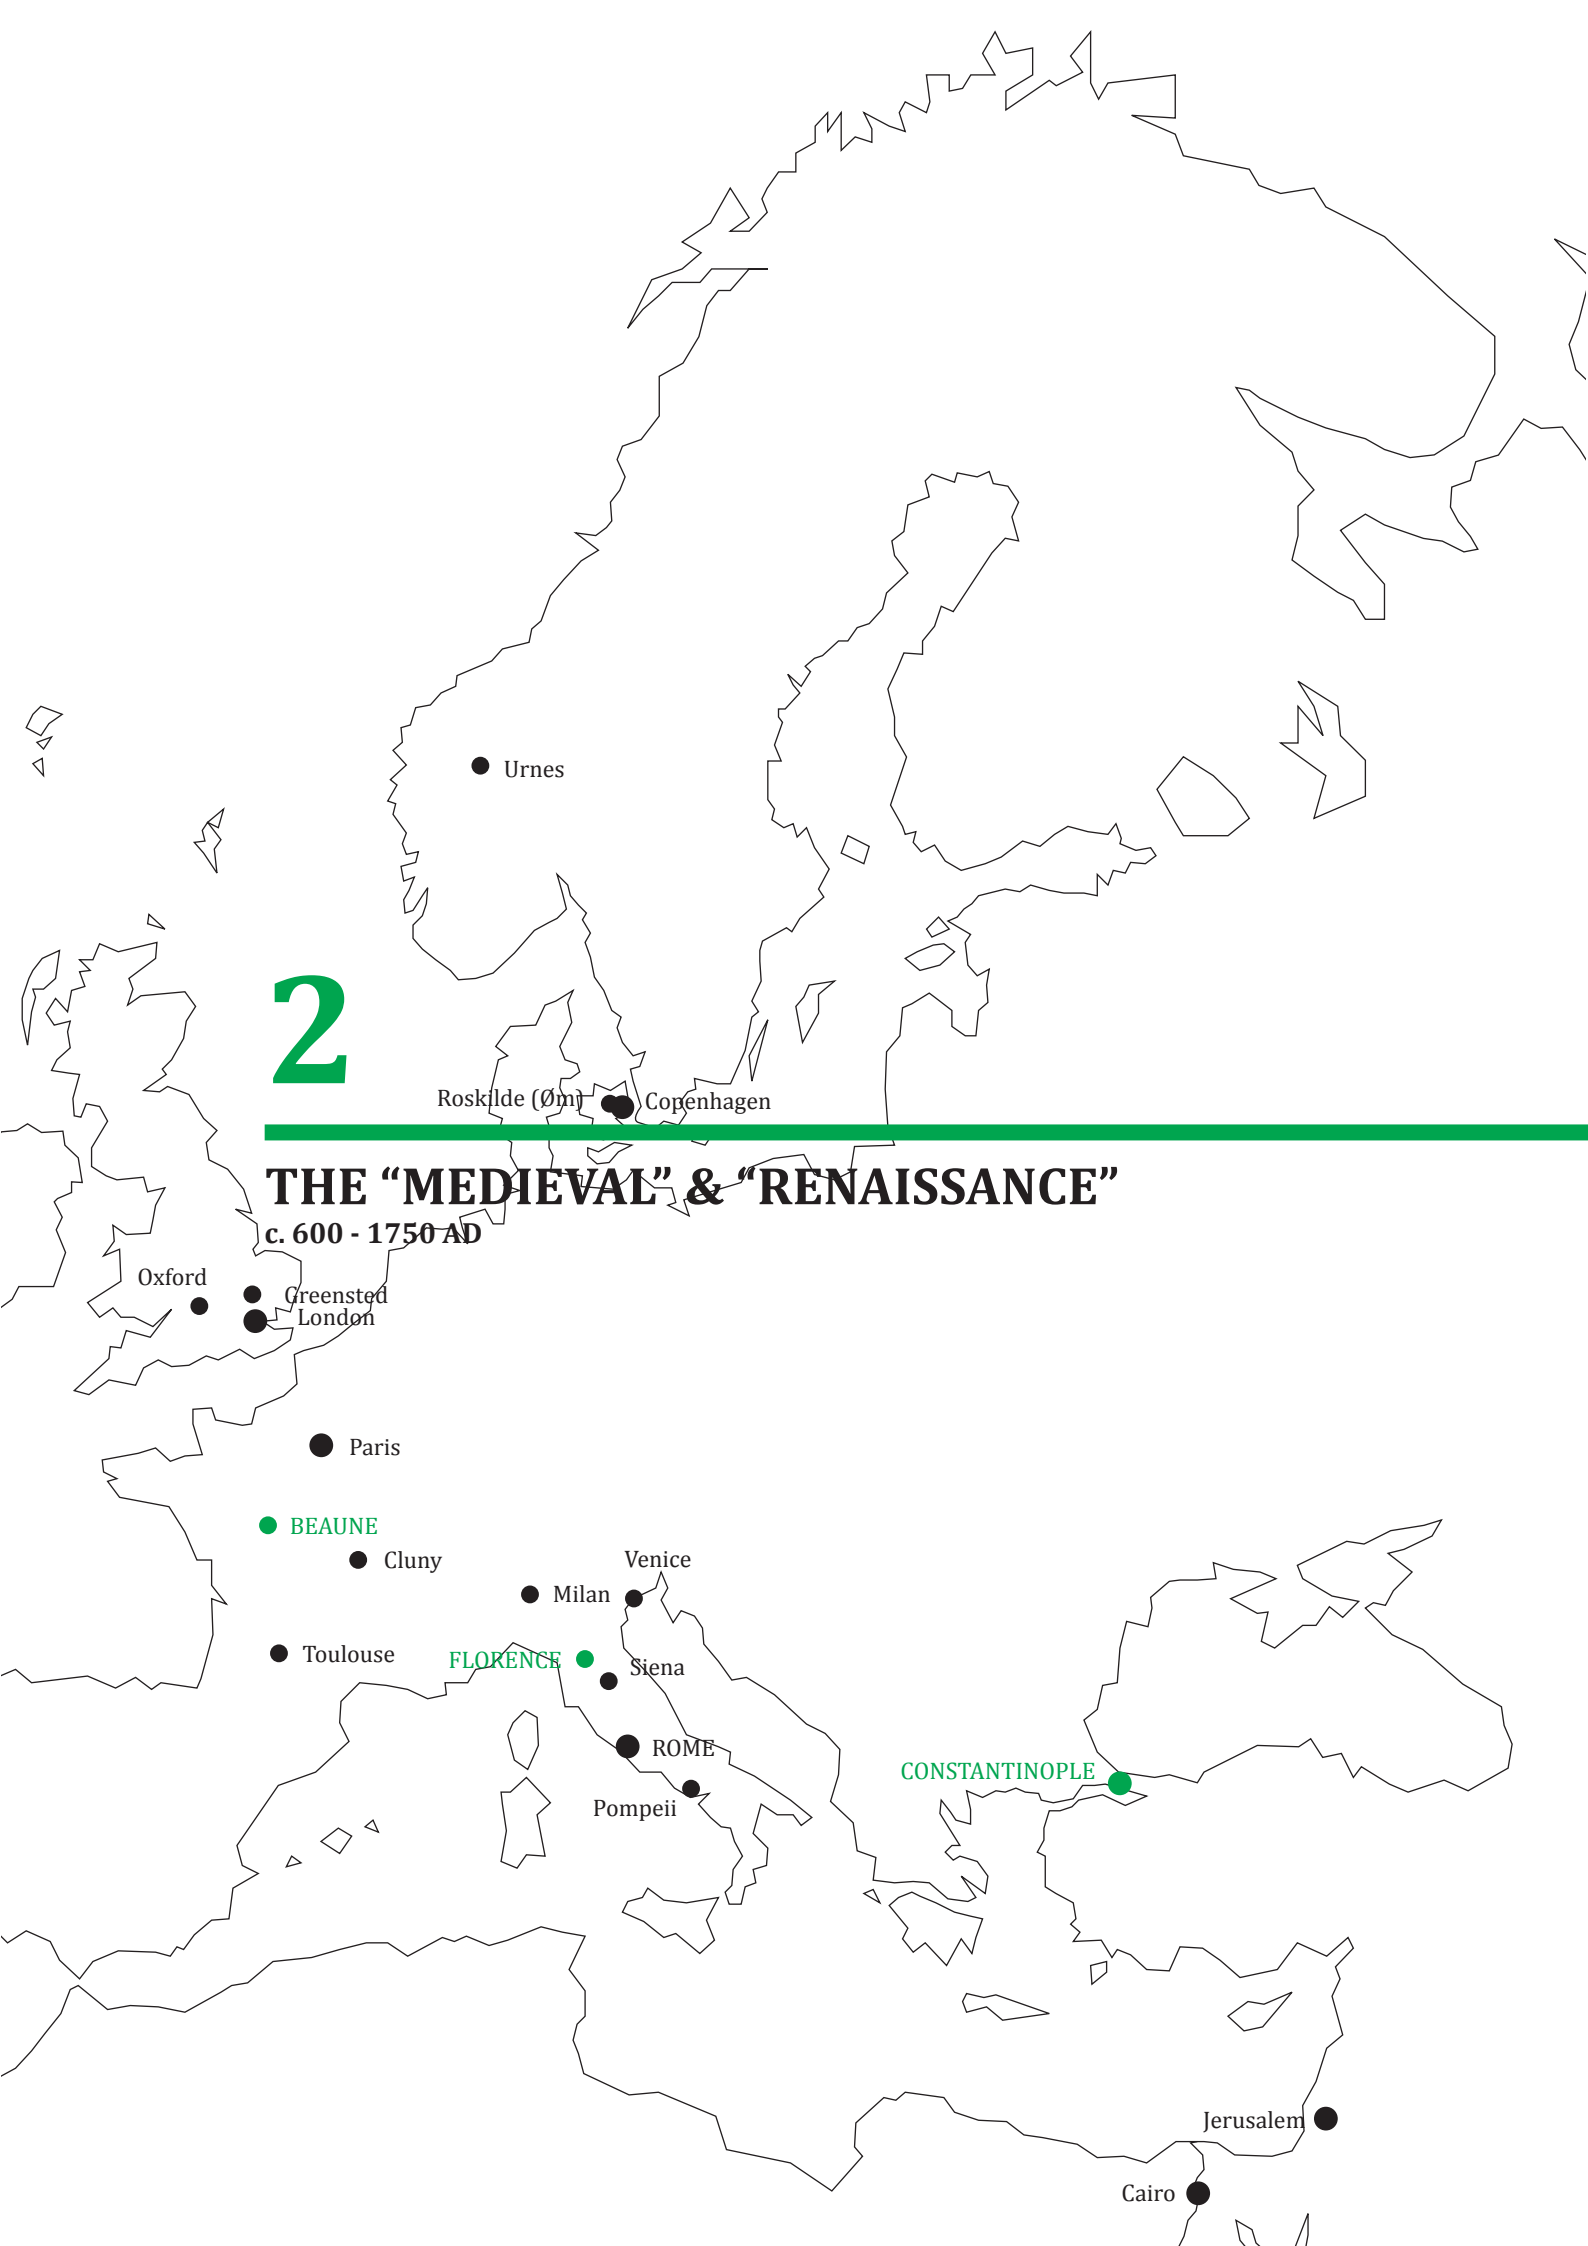 Urnes
2
Roskilde (Øm)
Copenhagen
THE “MEDIEVAL” & “RENAISSANCE”
c. 600 - 1750 AD
Oxford
Greensted
London
Paris
BEAUNE
Cluny
Venice
Milan
Toulouse
FLORENCE
Siena
ROME
CONSTANTINOPLE
Pompeii
Jerusalem
Cairo